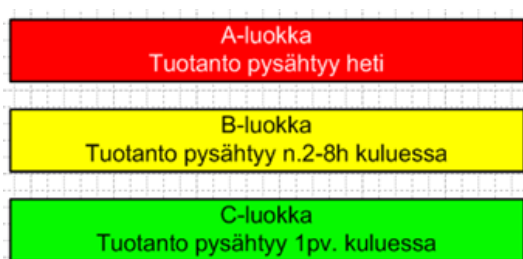 A-luokka
Tuotanto pysähtyy heti
B-luokka
Tuotanto pysähtyy n.2-8h kuluessa
C-luokka
Tuotanto pysähtyy 1pv. kuluessa